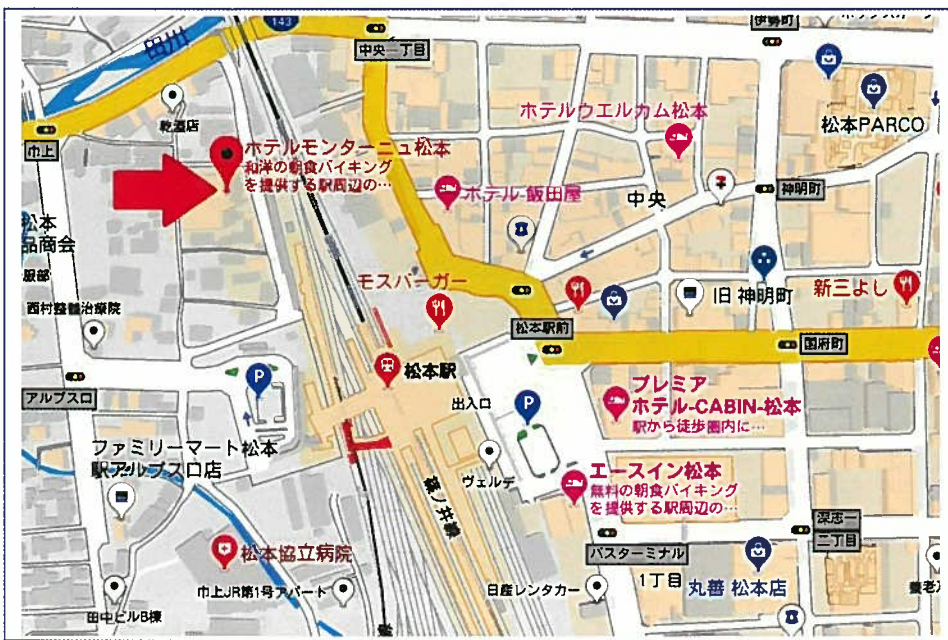 143
伊勢町
田川
中央二丁目
松本PARCO
乾酒店
ホテルウエルカム松本
巾上
ホテルモンターニュ松本
和洋の朝食バイキング
を提供する駅周辺の…
ホテル-飯田屋
中央
神明町
松本
品商会
服部
モスバーガー
旧 神明町
新三よし
西村整體治療院
松本駅前
国府町
P
松本駅
アルプス口
出入口
P
プレミア
ホテル-CABIN-松本
駅から徒歩圏内に…
ファミリーマート松本
駅アルプス口店
ヴェルデ
エースイン松本
無料の朝食バイキング
を提供する駅周辺の…
篠ノ井線
深志一
二丁目
松本協立病院
バスターミナル
1丁目
丸善 松本店
巾上JR第1号アパート
日産レンタカー
養老
田中ビルB棟